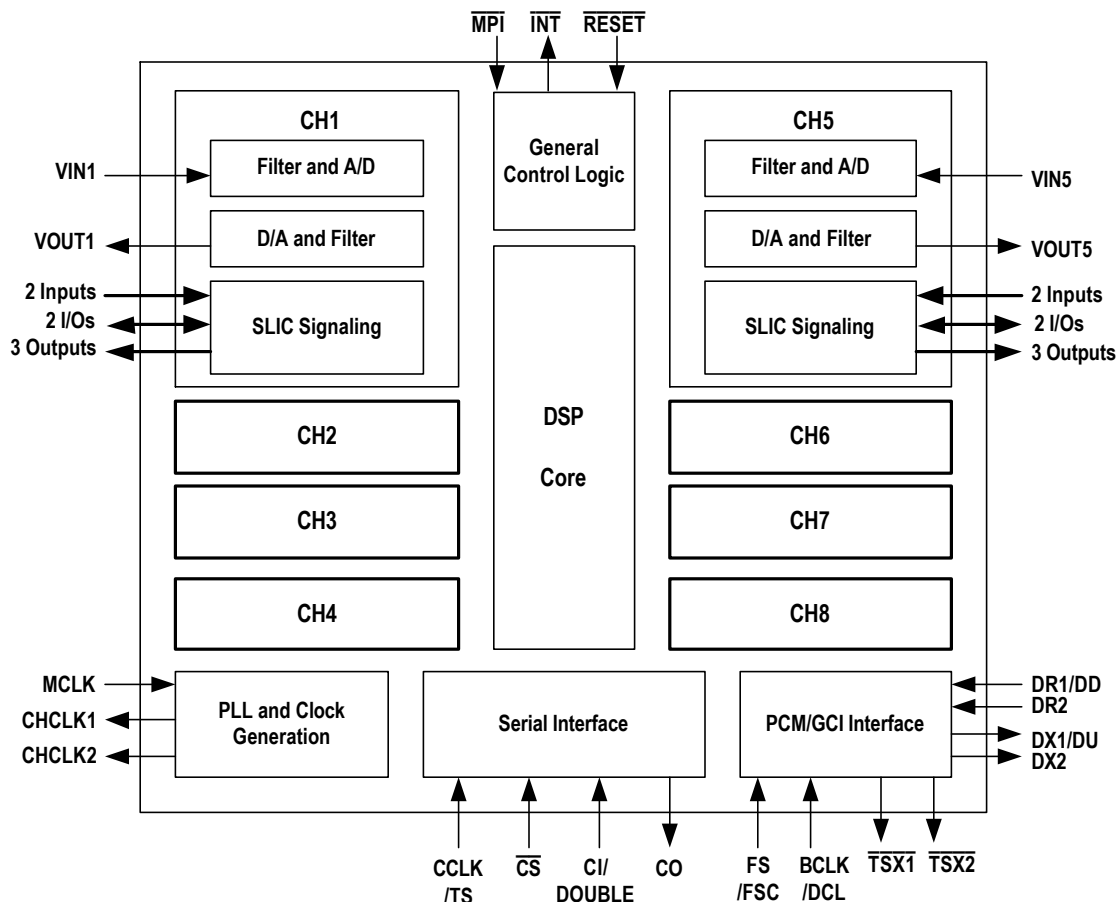 MPI INT RESET
CH1
Filter and A/D
D/A and Filter
SLIC Signaling
VIN1
VOUT1
2 Inputs
2 I/Os
3 Outputs
General
Control Logic
CH5
Filter and A/D
D/A and Filter
SLIC Signaling
VIN5
VOUT5
2 Inputs
2 I/Os
3 Outputs
DSP
Core
CH2
CH3
CH4
CH6
CH7
CH8
MCLK
CHCLK1
CHCLK2
PLL and Clock
Generation
Serial Interface
PCM/GCI Interface
DR1/DD
DR2
DX1/DU
DX2
CCLK
/TS
CS
CI/
DOUBLE
CO
FS
/FSC
BCLK
/DCL
TSX1
TSX2